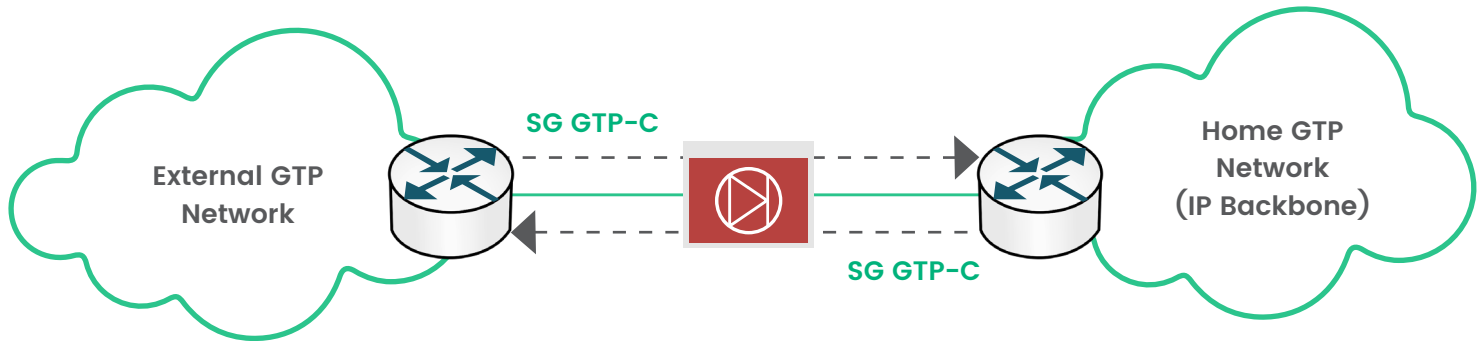 SG GTP-C
External GTP
Network
Home GTP
Network
(IP Backbone)
SG GTP-C